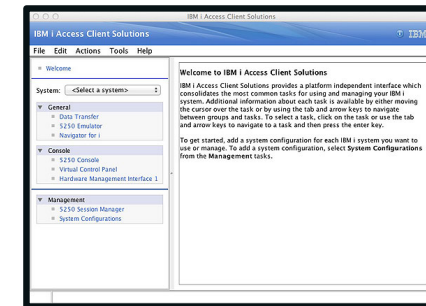 IBM i Access Client Solutions
IBM i Access Client Solutions
IBM
File Edit Actions Tools Help
Welcome
System: <Select a system>
General
Data Transfer
5250 Emulator
Navigator for i
Console
5250 Console
Virtual Control Panel
Hardware Management Interface 1
Management
5250 Session Manager
System Configurations
Welcome to IBM i Access Client Solutions
IBM i Access Client Solutions provides a platform independent interface which
consolidates the most common tasks for using and managing your IBM i
system. Additional information about each task is available by either moving
the cursor over the task or by using the tab and arrow keys to navigate
between groups and tasks. To select a task, click on the task or use the tab
and arrow keys to navigate to a task and then press the enter key.
To get started, add a system configuration for each IBM i system you want to
use or manage. To add a system configuration, select System Configurations
from the Management tasks.